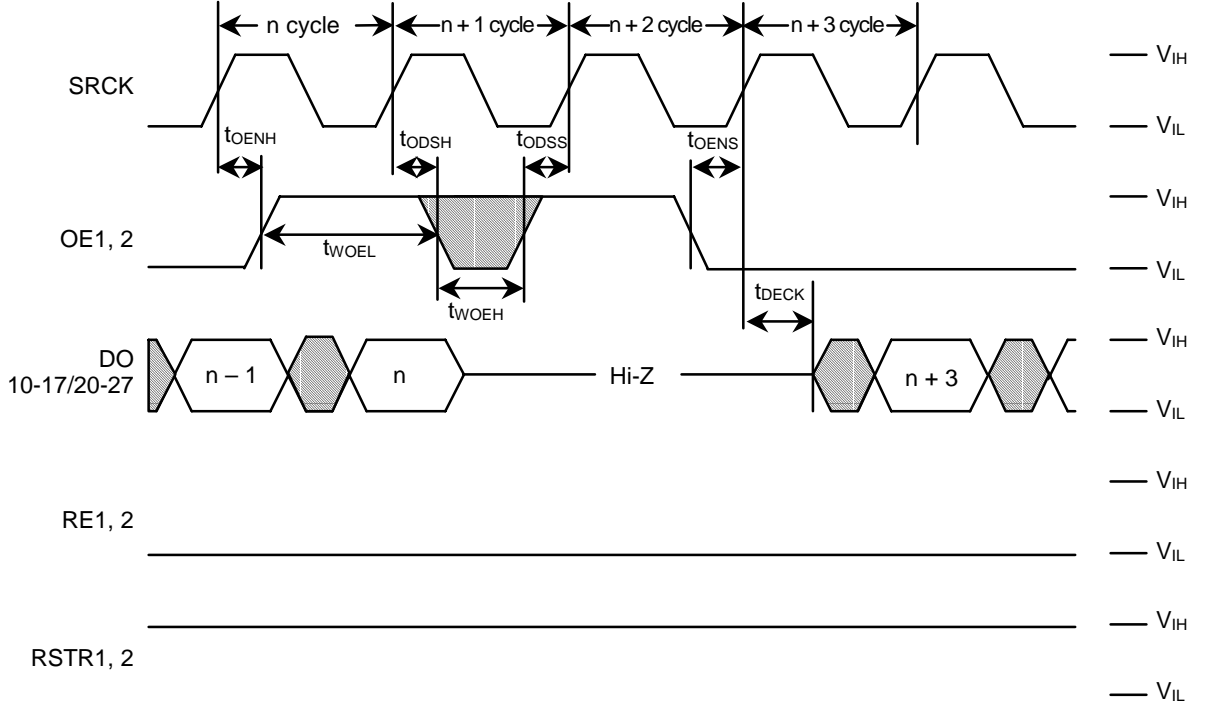 n cycle
n + 1 cycle
n + 2 cycle
n + 3 cycle
SRCK
VIH
VIL
tOENH
tODSH
tODSS
tOENS
OE1, 2
VIH
VIL
tWOEL
tWOEH
tDECK
DO
10-17/20-27
n – 1
n
Hi-Z
n + 3
VIH
VIL
RE1, 2
VIH
VIL
RSTR1, 2
VIH
VIL